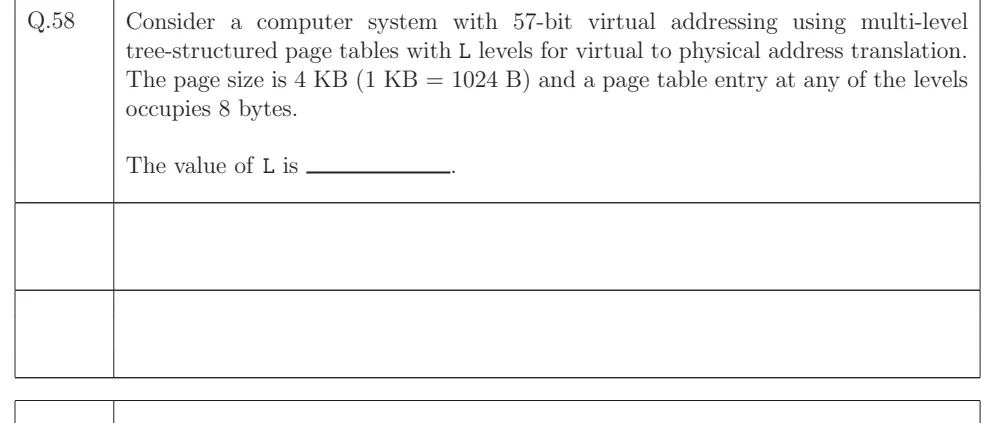 Q.58
Consider a computer system with 57-bit virtual addressing using multi-level
tree-structured page tables with L levels for virtual to physical address translation.
The page size is 4 KB (1 KB = 1024 B) and a page table entry at any of the levels
occupies 8 bytes.
The value of L is ____________.